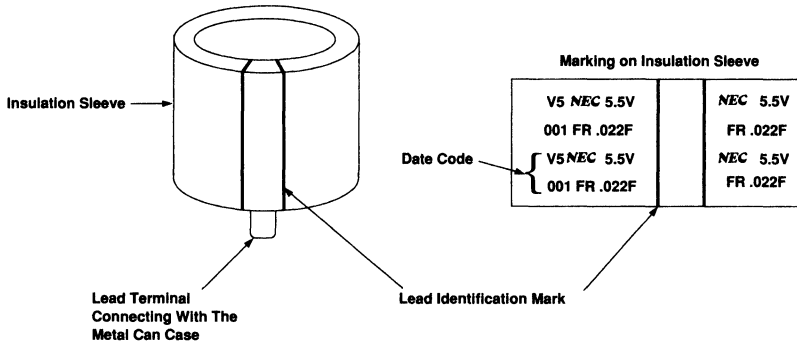 Marking on Insulation Sleeve
Insulation Sleeve
V5 NEC 5.5V
NEC 5.5V
001 FR .022F
FR .022F
Date Code
V5 NEC 5.5V
NEC 5.5V
001 FR .022F
FR .022F
Lead Terminal
Connecting With The
Metal Can Case
Lead Identification Mark